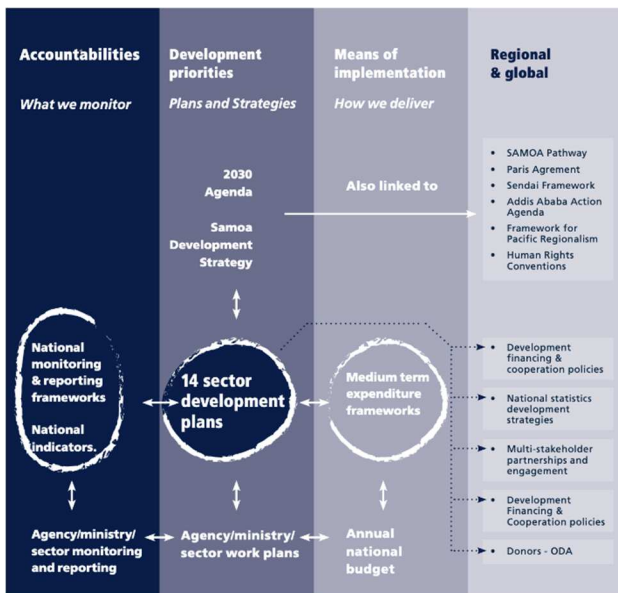 Accountabilities
What we monitor
Development
priorities
Plans and Strategies
Means of
implementation
How we deliver
Regional
& global
2030
Agenda
Samoa
Development
Strategy
Also linked to
• SAMOA Pathway
• Paris Agrement
• Sendai Framework
• Addis Ababa Action
Agenda
• Framework for
Pacific Regionalism
• Human Rights
Conventions
National
monitoring
& reporting
frameworks
National
indicators.
14 sector
development
plans
Medium term
expenditure
frameworks
• Development
financing &
cooperation policies
• National statistics
development
strategies
• Multi-stakeholder
partnerships and
engagement
• Development
Financing &
Cooperation policies
• Donors - ODA
Agency/ministry/
sector monitoring
and reporting
Agency/ministry/
sector work plans
Annual
national
budget